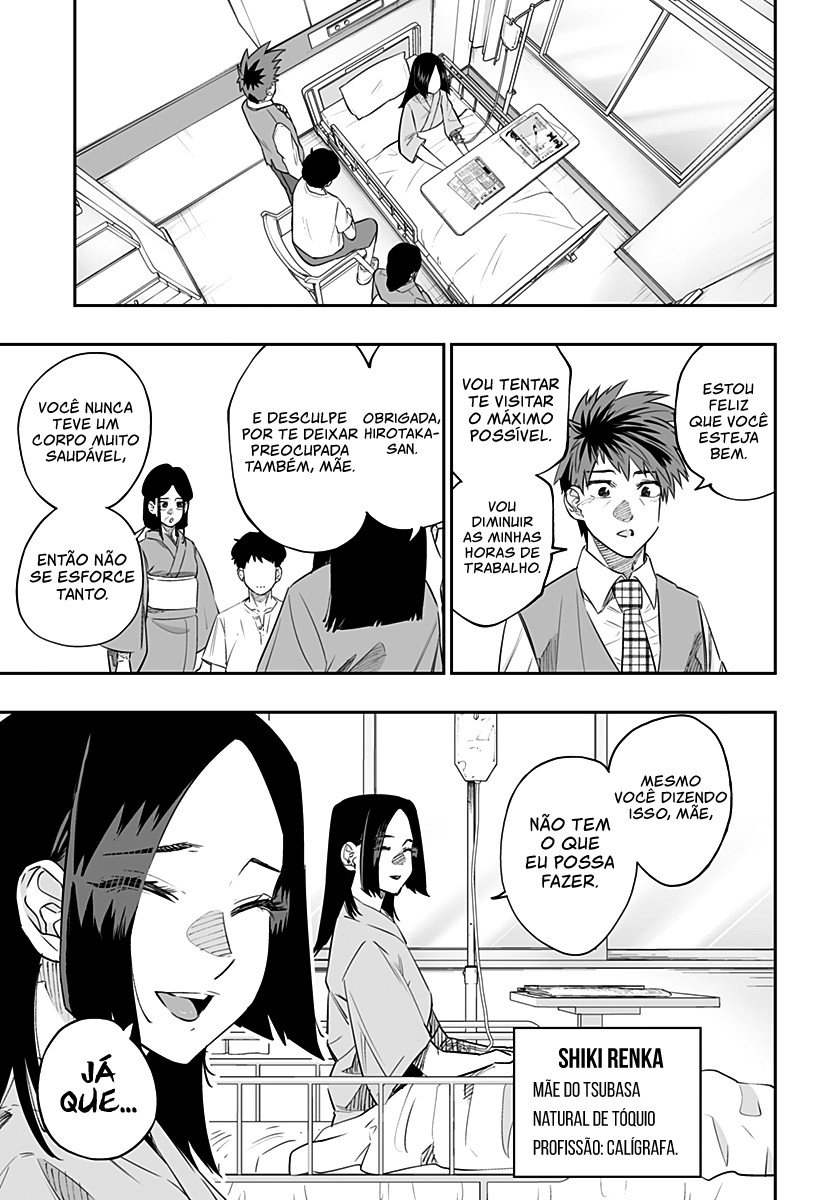 ESTOU
FELIZ
QUE VOCÊ
ESTEJA
BEM.
VOU TENTAR
TE VISITAR
O MÁXIMO
POSSÍVEL.
VOU
DIMINUIR
AS MINHAS
HORAS DE
TRABALHO.
OBRIGADA,
HIROTAKA-
SAN.
E DESCULPE
POR TE DEIXAR
PREOCUPADA
TAMBÉM, MÃE.
VOCÊ NUNCA
TEVE UM
CORPO MUITO
SAUDÁVEL,
ENTÃO NÃO
SE ESFORCE
TANTO.
MESMO
VOCÊ DIZENDO
ISSO, MÃE,
NÃO TEM
O QUE
EU POSSA
FAZER.
JÁ
QUE...
SHIKI RENKA
MÃE DO TSUBASA
NATURAL DE TÓQUIO
PROFISSÃO: CALÍGRAFA.